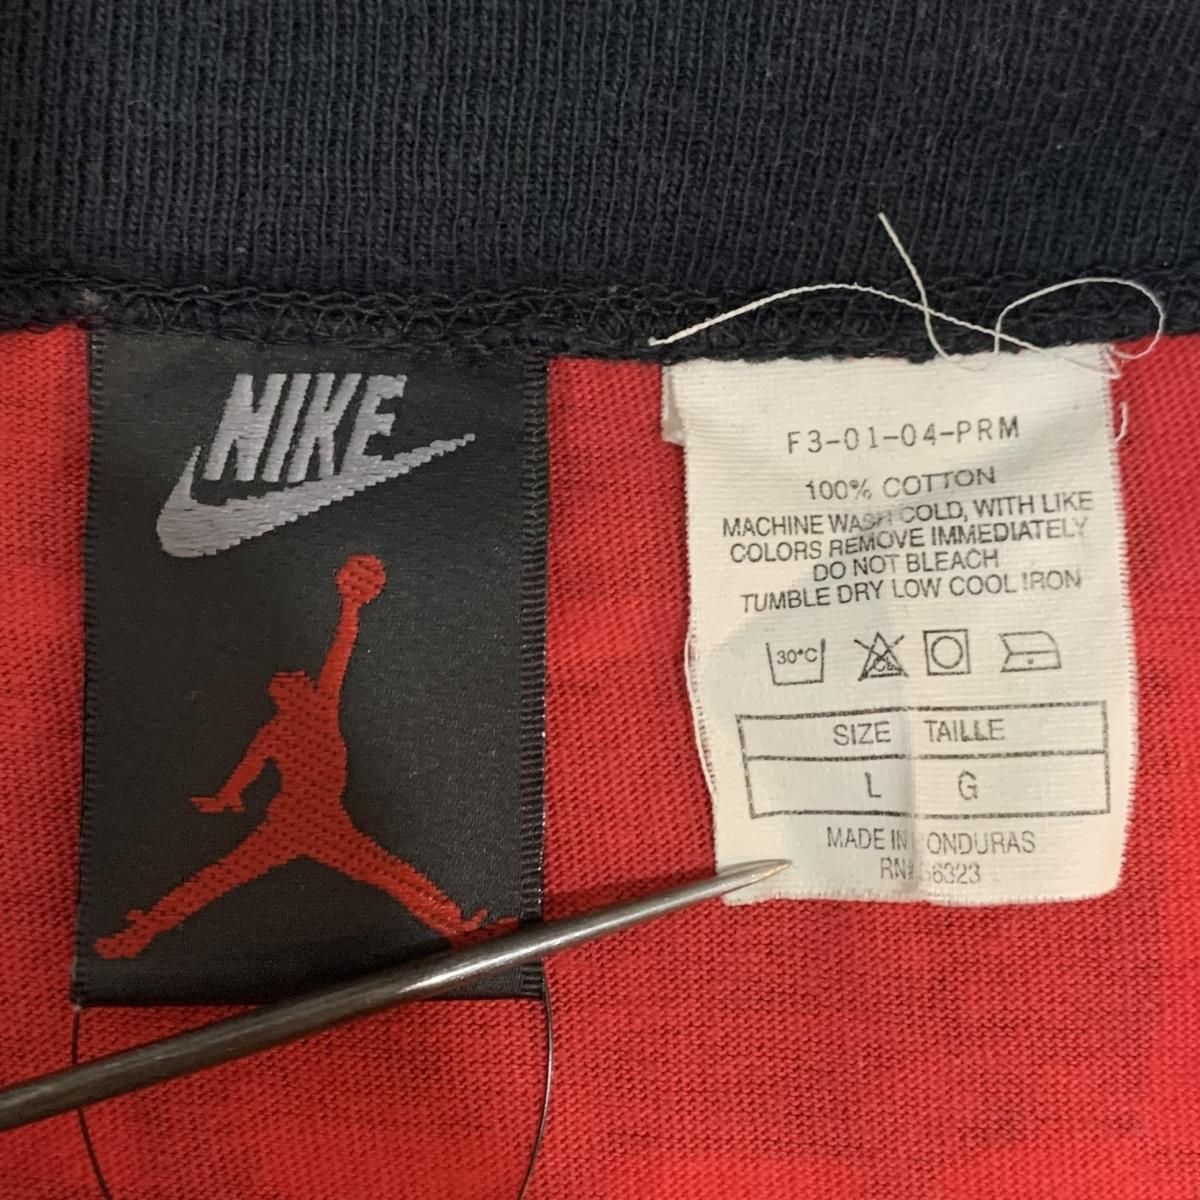 NIKE
F3-01-04-PRM
100% COTTON
MACHINE WASH COLD, WITH LIKE
COLORS REMOVE IMMEDIATELY
DO NOT BLEACH
TUMBLE DRY LOW COOL IRON
30°C CL
SIZE TAILLE
L G
MADE IN HONDURAS